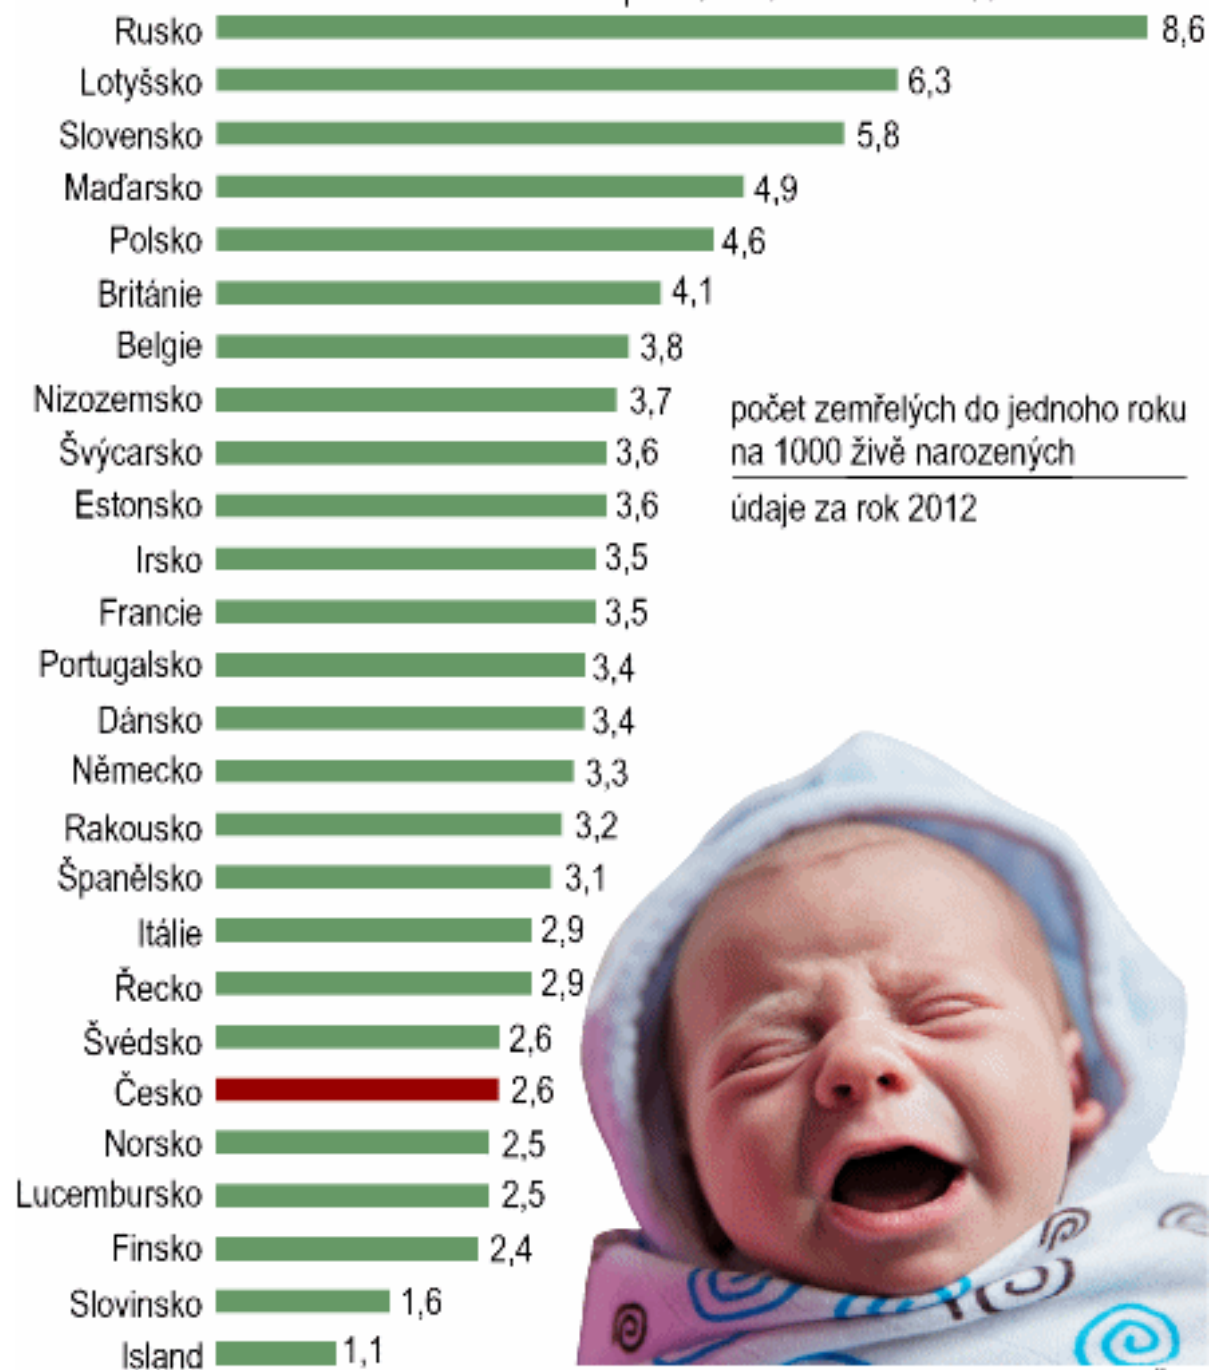 Rusko 8,6
Lotyšsko 6,3
Slovensko 5,8
Maďarsko 4,9
Polsko 4,6
Británie 4,1
Belgie 3,8
Nizozemsko 3,7
Švýcarsko 3,6
Estonsko 3,6
Irsko 3,5
Francie 3,5
Portugalsko 3,4
Dánsko 3,4
Německo 3,3
Rakousko 3,2
Španělsko 3,1
Itálie 2,9
Řecko 2,9
Švédsko 2,6
Česko 2,6
Norsko 2,5
Lucembursko 2,5
Finsko 2,4
Slovinsko 1,6
Island 1,1
počet zemřelých do jednoho roku
na 1000 živě narozených
údaje za rok 2012